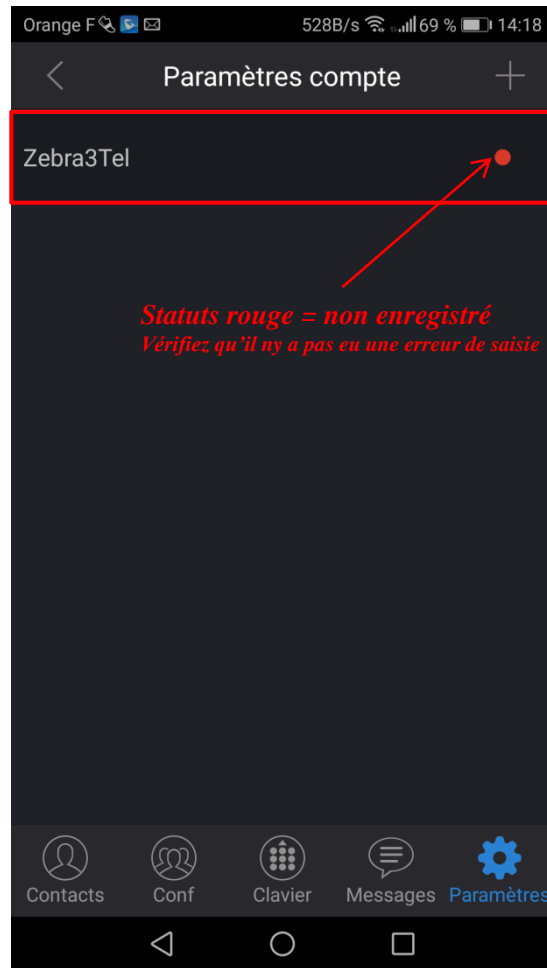 Orange F 528B/s 69 % 14:18
Paramètres compte
Zebra3Tel
Statuts rouge = non enregistré
Vérifiez qu’il ny a pas eu une erreur de saisie
Contacts Conf Clavier Messages Paramètres